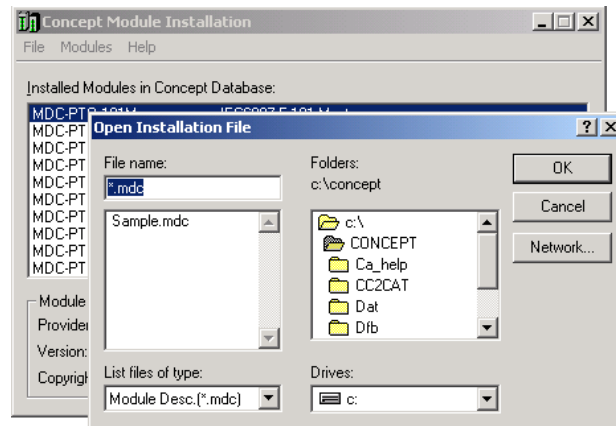 Concept Module Installation
File Modules Help
Installed Modules in Concept Database:
MDC-PT
MDC-PT
MDC-PT
MDC-PT
MDC-PT
MDC-PT
MDC-PT
MDC-PT
MDC-PT
MDC-PT
Module
Provider
Version:
Copyrigh
Open Installation File
File name:
*.mdc
Sample.mdc
List files of type:
Module Desc.(*.mdc)
Folders:
c:\concept
c:\
CONCEPT
Ca_help
CC2CAT
Dat
Dfb
Drives:
c:
OK
Cancel
Network...